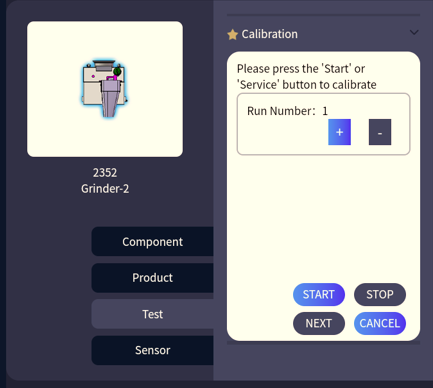 2352
Grinder-2
Component
Product
Test
Sensor
Calibration
Please press the 'Start' or
'Service' button to calibrate
Run Number: 1
+ -
START STOP
NEXT CANCEL